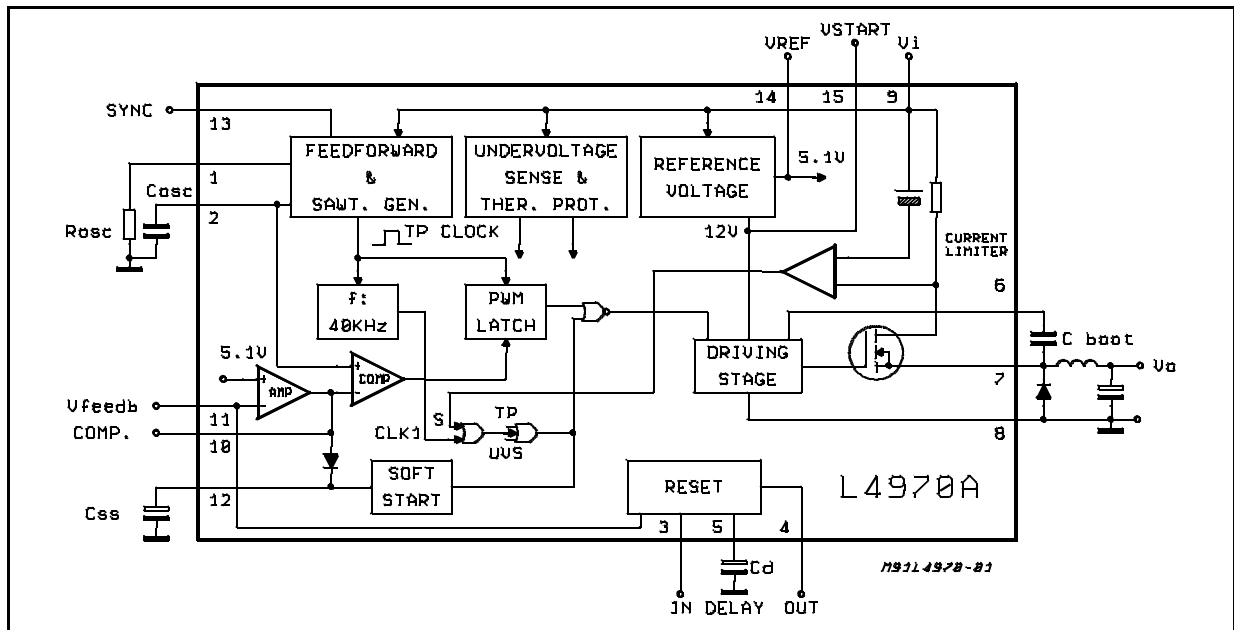 VSTART
VREF
Vi
14
15
9
SYNC
13
FEEDFORWARD
&
SAWT. GEN.
UNDERVOLTAGE
SENSE &
THER. PROT.
REFERENCE
VOLTAGE
5.1V
1
Cosc
2
Rosc
TP CLOCK
12V
CURRENT
LIMITER
6
f:
40KHz
PWM
LATCH
5.1V
+
AMP
-
+
COMP
-
DRIVING
STAGE
C boot
7
Vo
Vfeedb
11
COMP.
10
S
CLK1
TP
UVS
8
12
Css
SOFT
START
RESET
3
5
4
L4970A
Cd
M91L4970-01
IN
DELAY
OUT